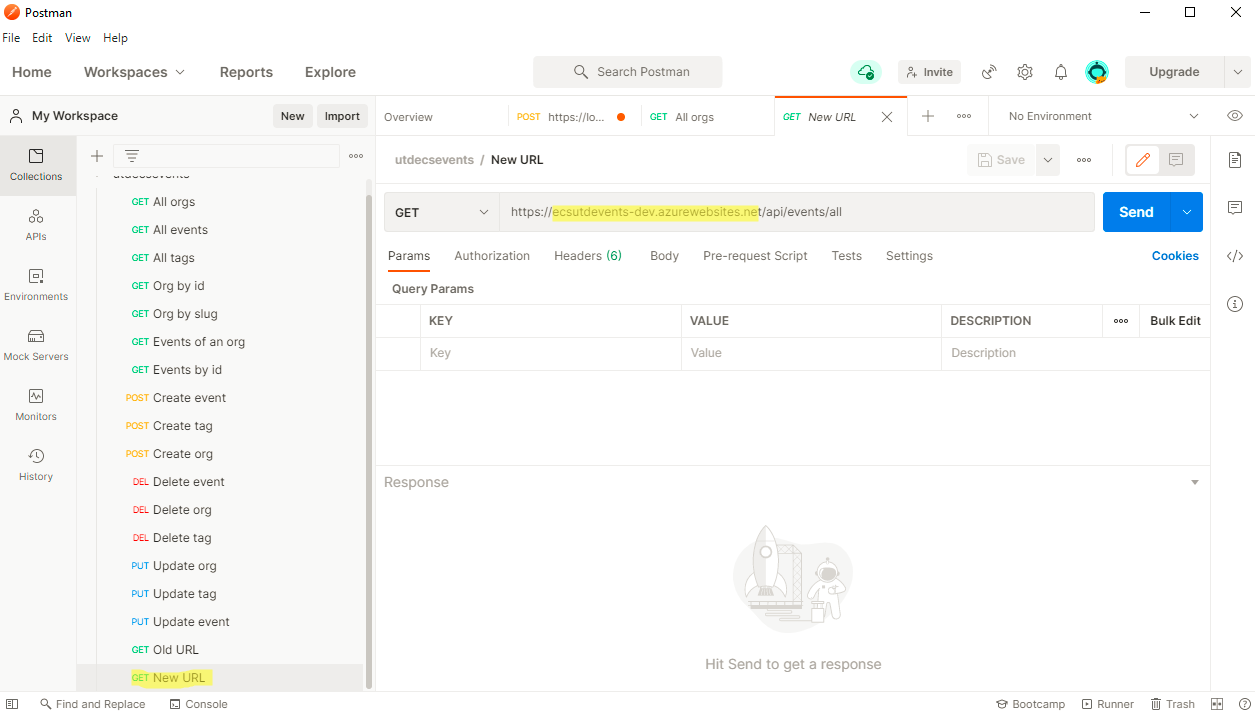 Postman
File Edit View Help
Home Workspaces Reports Explore Search Postman Invite Upgrade
My Workspace New Import
Overview POST https://lo... GET All orgs GET New URL No Environment
Collections
APIs
Environments
Mock Servers
Monitors
History
utdecsevents
GET All orgs
GET All events
GET All tags
GET Org by id
GET Org by slug
GET Events of an org
GET Events by id
POST Create event
POST Create tag
POST Create org
DEL Delete event
DEL Delete org
DEL Delete tag
PUT Update org
PUT Update tag
PUT Update event
GET Old URL
GET New URL
utdecsevents / New URL Save
GET https://ecsutdevents-dev.azurewebsites.net/api/events/all Send
Params Authorization Headers (6) Body Pre-request Script Tests Settings Cookies
Query Params
KEY VALUE DESCRIPTION Bulk Edit
Key Value Description
Response
Hit Send to get a response
Find and Replace Console Bootcamp Runner Trash